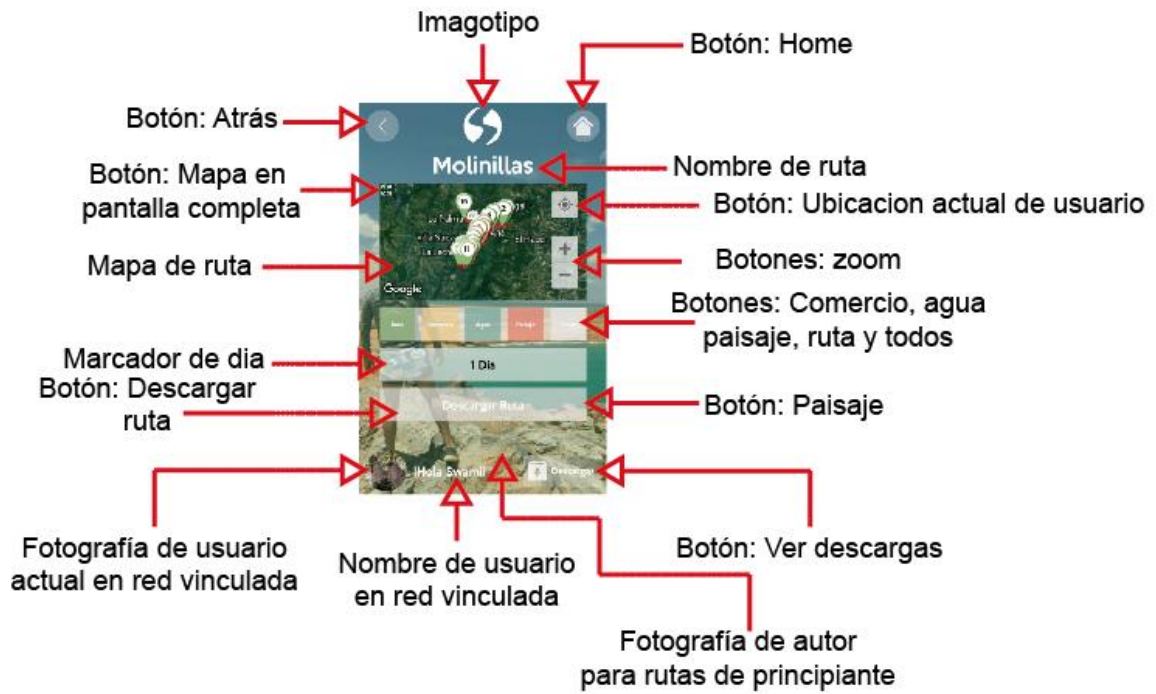 Imagotipo
Botón: Home
Botón: Atrás
Molinillas
Nombre de ruta
Botón: Mapa en
pantalla completa
Botón: Ubicacion actual de usuario
Mapa de ruta
Botones: zoom
Google
Botones: Comercio, agua
paisaje, ruta y todos
Agua
Paisaje
Marcador de dia
1 Día
Botón: Descargar
ruta
Descargar Ruta
Botón: Paisaje
¡Hola Swami!
Descargas
Fotografía de usuario
actual en red vinculada
Nombre de usuario
en red vinculada
Botón: Ver descargas
Fotografía de autor
para rutas de principiante